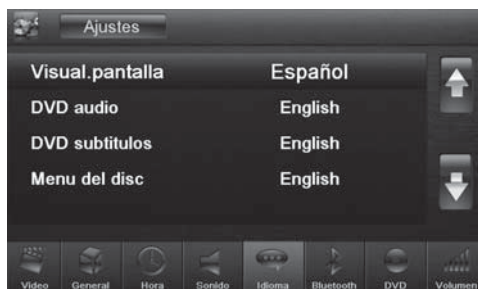 Ajustes
Visual.pantalla Español
DVD audio English
DVD subtitulos English
Menu del disc English
Video General Hora Sonido Idioma Bluetooth DVD Volumen